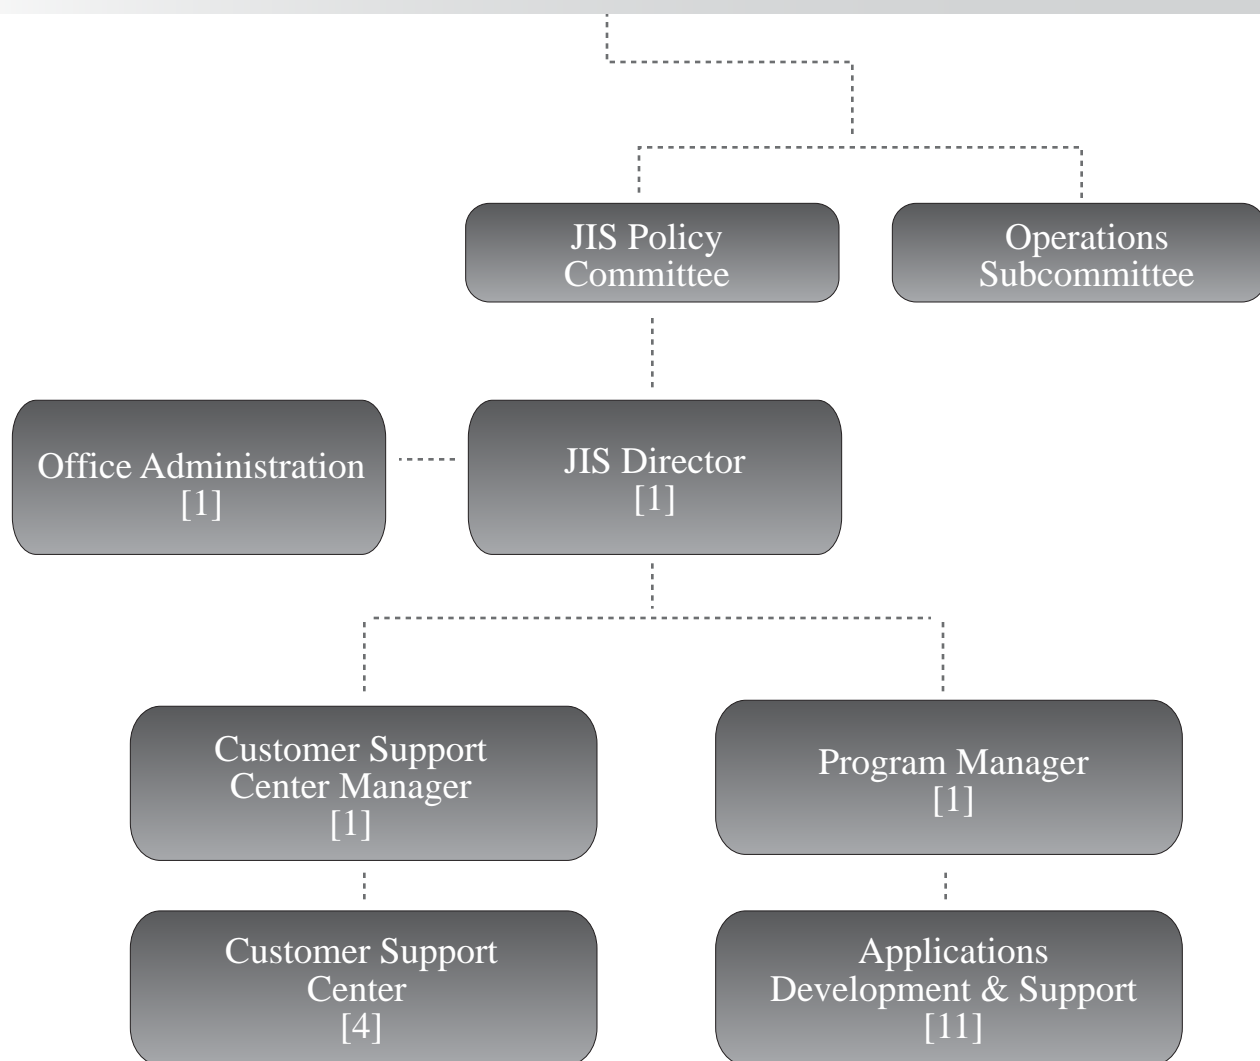 JIS Policy
Committee
Operations
Subcommittee
Office Administration
[1]
JIS Director
[1]
Customer Support
Center Manager
[1]
Program Manager
[1]
Customer Support
Center
[4]
Applications
Development & Support
[11]